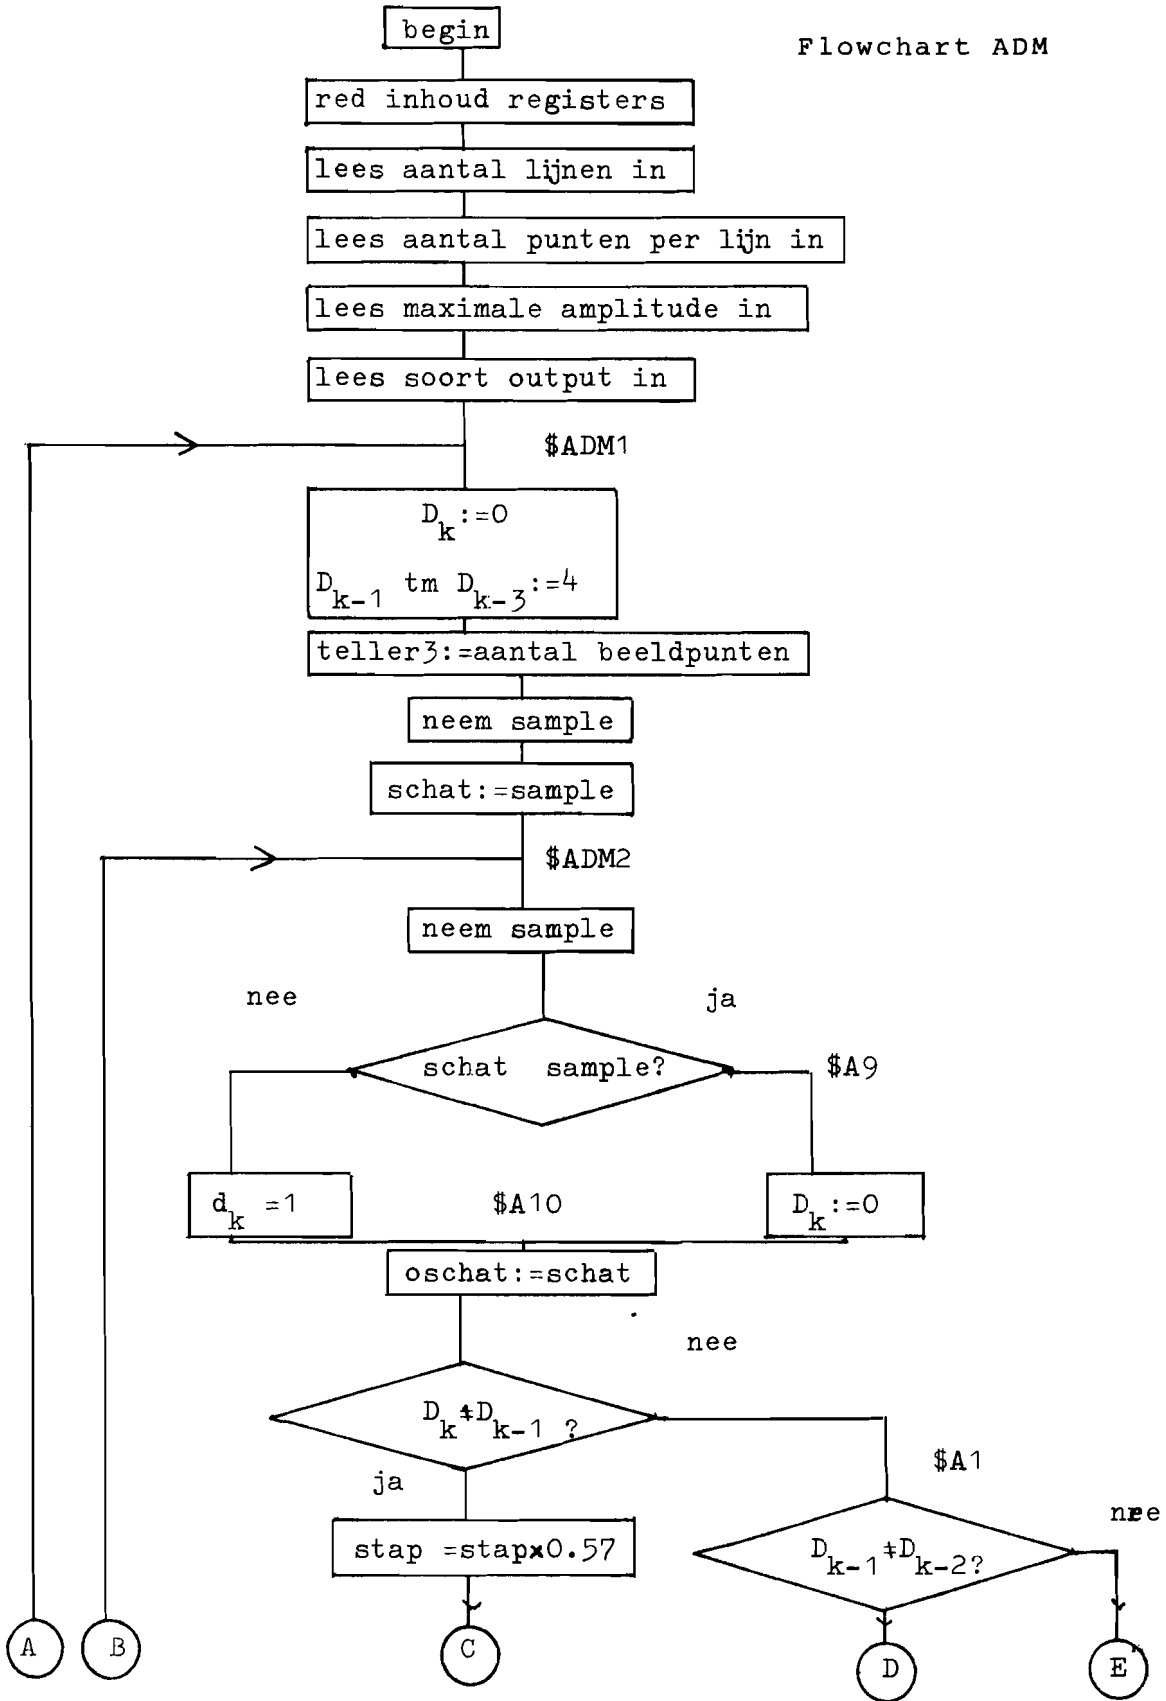 begin
Flowchart ADM
red inhoud registers
lees aantal lijnen in
lees aantal punten per lijn in
lees maximale amplitude in
lees soort output in
$ADM1
D_k:=0
D_k-1 tm D_k-3:=4
teller3:=aantal beeldpunten
neem sample
schat:=sample
$ADM2
neem sample
nee
ja
schat sample?
$A9
d_k =1
$A10
D_k:=0
oschat:=schat
nee
D_k ‡D_k-1 ?
$A1
ja
nee
stap =stapx0.57
D_k-1 ‡D_k-2?
A
B
C
D
E